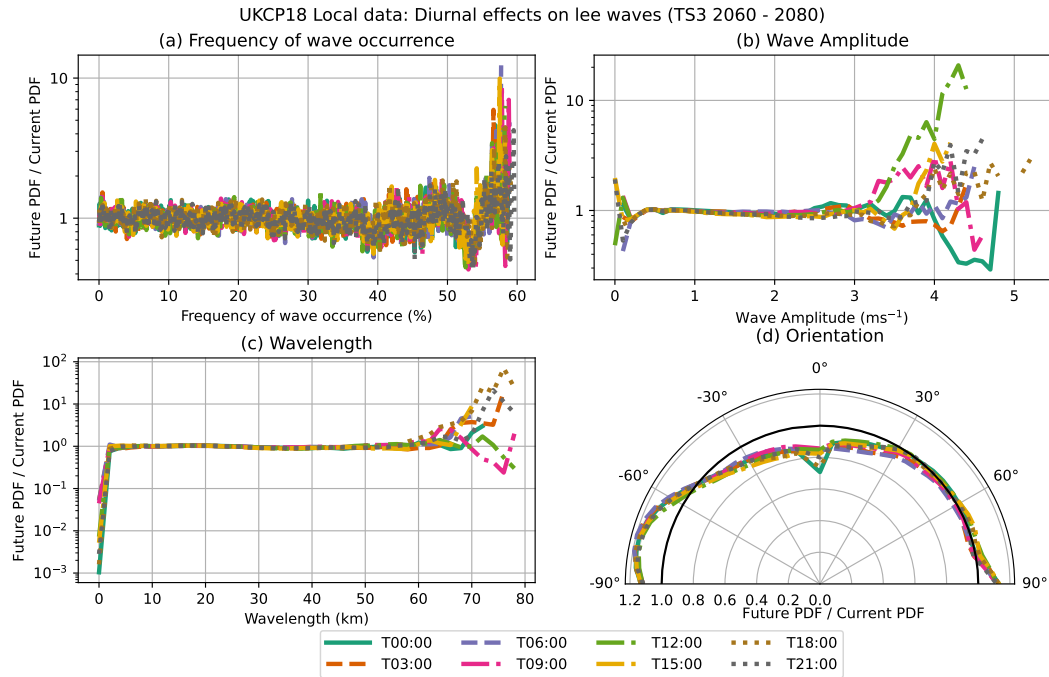 UKCP18 Local data: Diurnal effects on lee waves (TS3 2060 - 2080)
(a) Frequency of wave occurrence
Future PDF / Current PDF
10
1
0 10 20 30 40 50 60
Frequency of wave occurrence (%)
(b) Wave Amplitude
Future PDF / Current PDF
10
1
0 1 2 3 4 5
Wave Amplitude (ms⁻¹)
(c) Wavelength
Future PDF / Current PDF
10²
10¹
10⁰
10⁻¹
10⁻²
10⁻³
0 10 20 30 40 50 60 70 80
Wavelength (km)
(d) Orientation
0°
-30° 30°
-60° 60°
-90° 90°
1.2 1.0 0.8 0.6 0.4 0.2 0.0
Future PDF / Current PDF
T00:00 T06:00 T12:00 T18:00
T03:00 T09:00 T15:00 T21:00